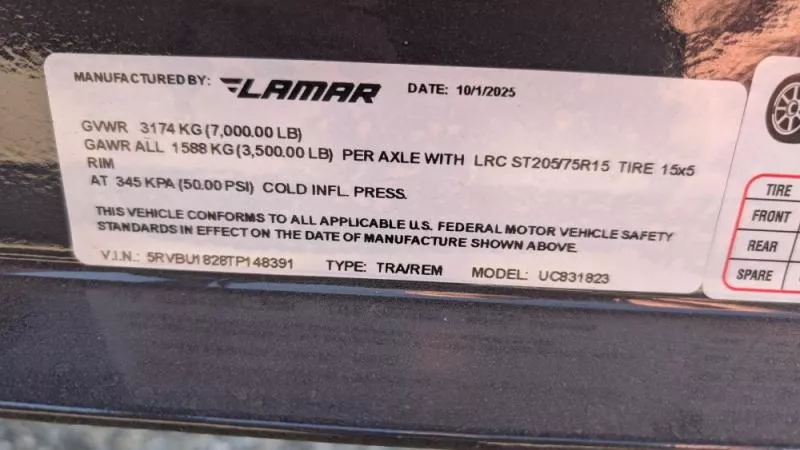 MANUFACTURED BY: LAMAR DATE: 10/1/2025
GVWR 3174 KG (7,000.00 LB)
GAWR ALL 1588 KG (3,500.00 LB) PER AXLE WITH LRC ST205/75R15 TIRE 15x5
RIM
AT 345 KPA (50.00 PSI) COLD INFL. PRESS.
THIS VEHICLE CONFORMS TO ALL APPLICABLE U.S. FEDERAL MOTOR VEHICLE SAFETY
STANDARDS IN EFFECT ON THE DATE OF MANUFACTURE SHOWN ABOVE.
V.I.N.: 5RVBU1828TP148391 TYPE: TRA/REM MODEL: UC831823
TIRE
FRONT
REAR
SPARE